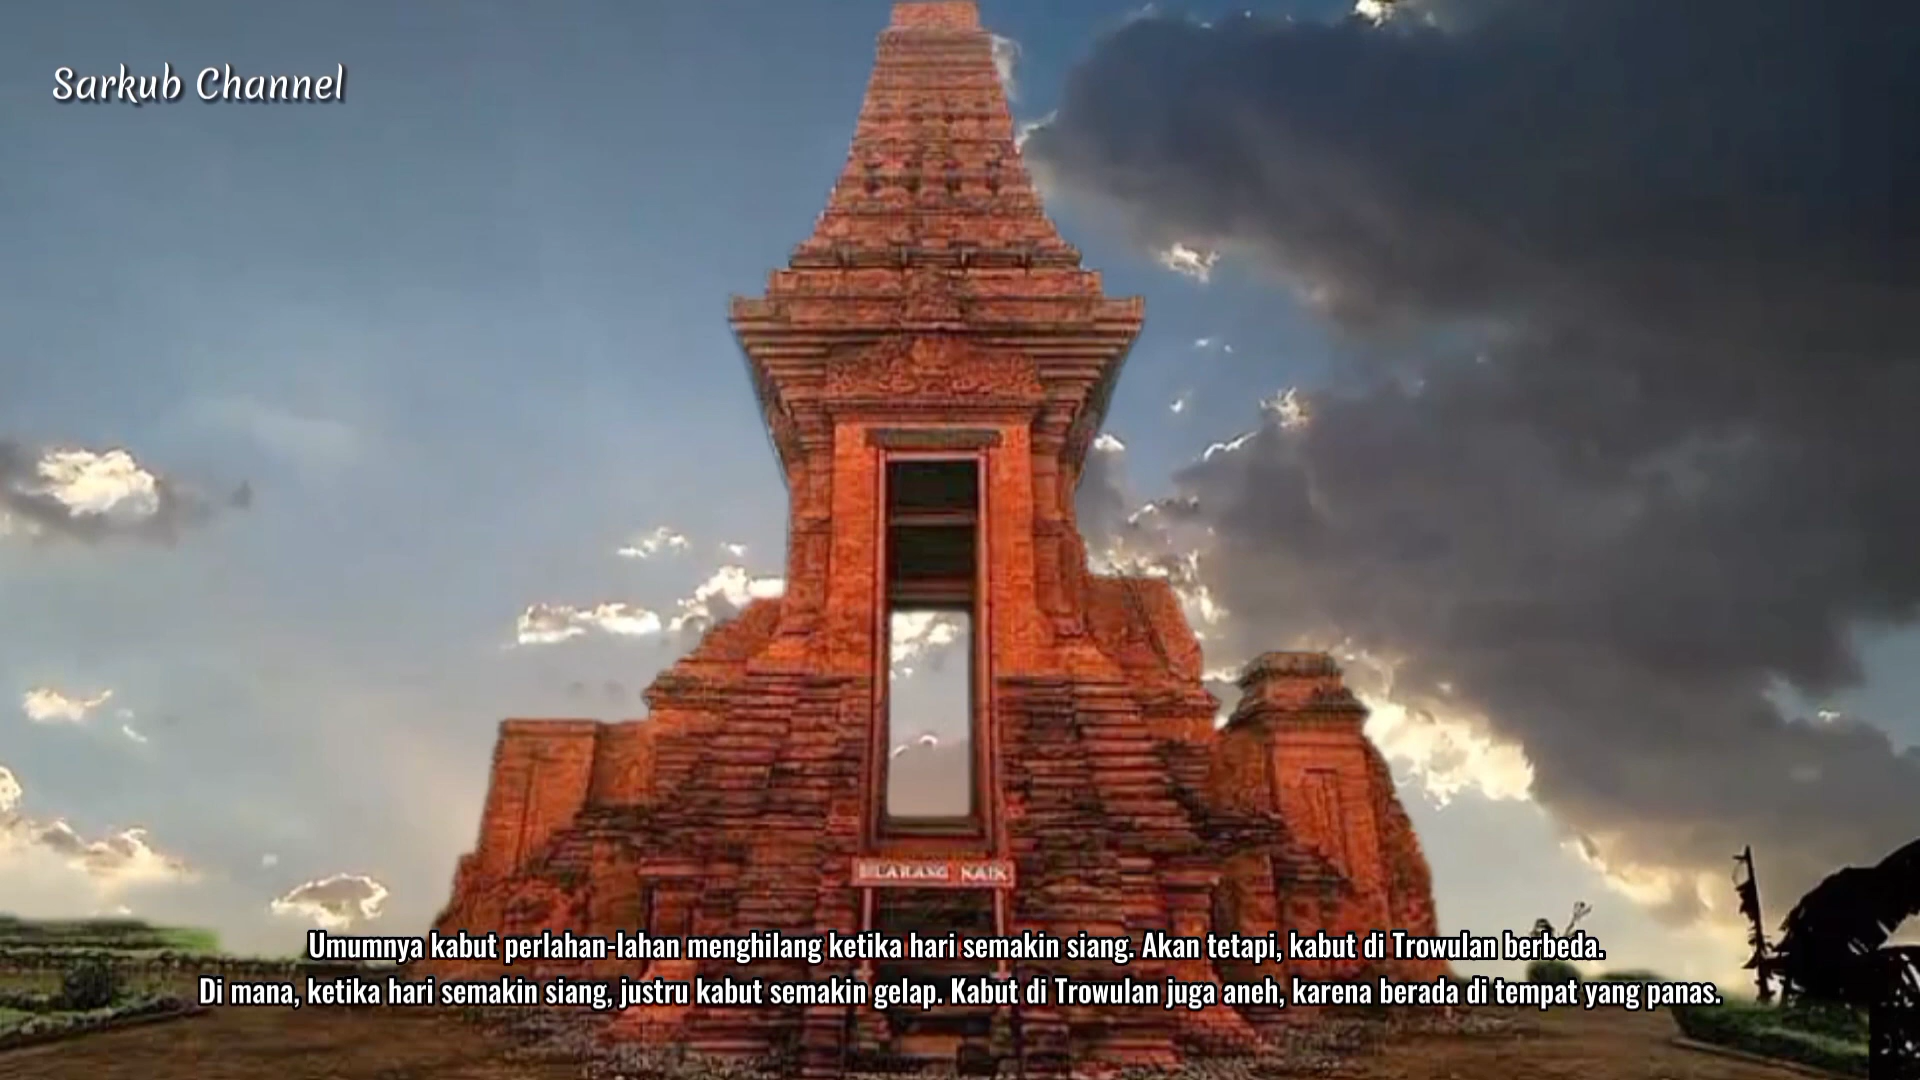 Sarkub Channel
DILARANG NAIK
Umumnya kabut perlahan-lahan menghilang ketika hari semakin siang. Akan tetapi, kabut di Trowulan berbeda.
Di mana, ketika hari semakin siang, justru kabut semakin gelap. Kabut di Trowulan juga aneh, karena berada di tempat yang panas.